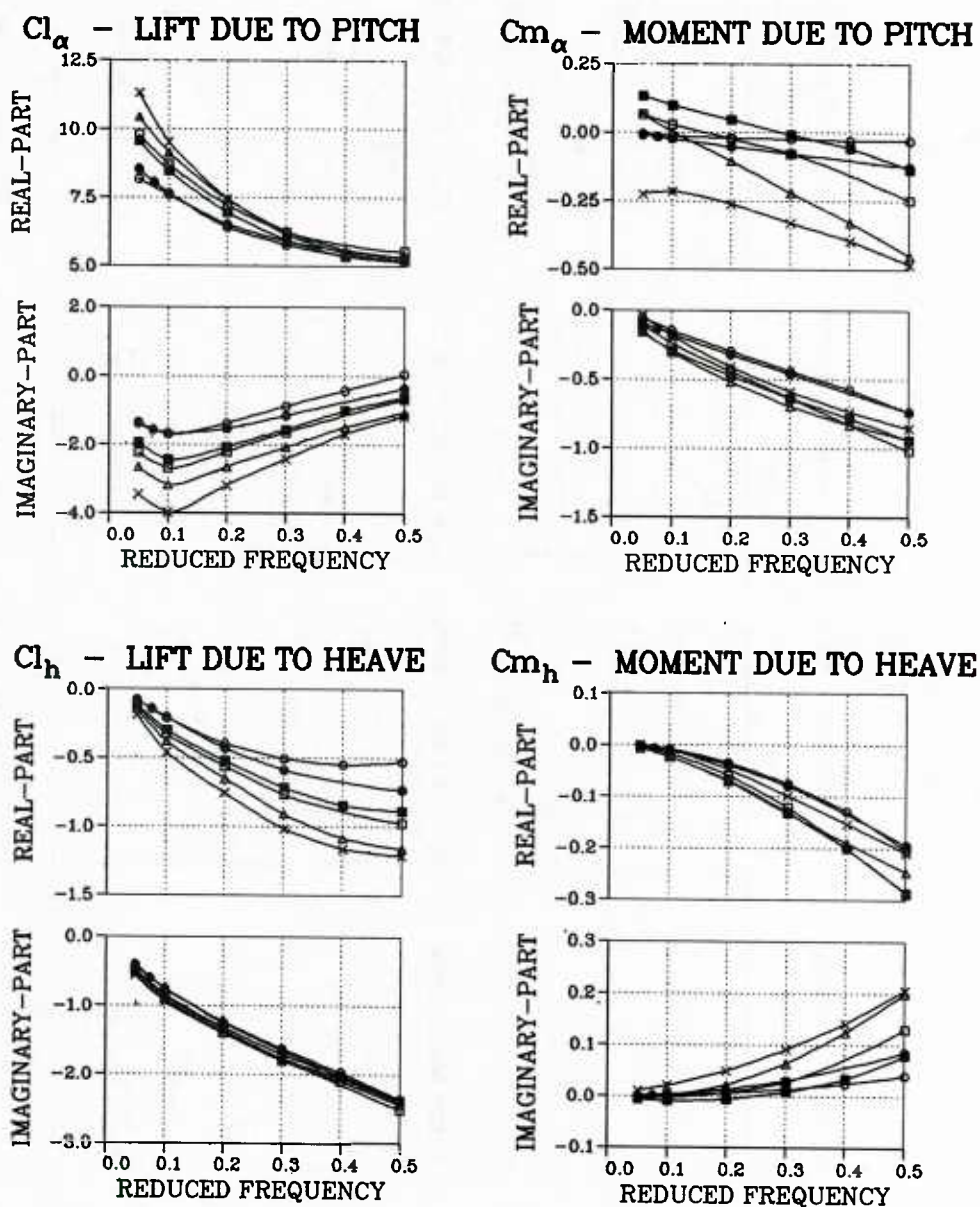 Clα – LIFT DUE TO PITCH
12.5
10.0
7.5
5.0
REAL-PART
2.0
0.0
-2.0
-4.0
IMAGINARY-PART
0.0 0.1 0.2 0.3 0.4 0.5
REDUCED FREQUENCY
Cmα – MOMENT DUE TO PITCH
0.25
0.00
-0.25
-0.50
REAL-PART
0.0
-0.5
-1.0
-1.5
IMAGINARY-PART
0.0 0.1 0.2 0.3 0.4 0.5
REDUCED FREQUENCY
Clh – LIFT DUE TO HEAVE
0.0
-0.5
-1.0
-1.5
REAL-PART
0.0
-1.0
-2.0
-3.0
IMAGINARY-PART
0.0 0.1 0.2 0.3 0.4 0.5
REDUCED FREQUENCY
Cmh – MOMENT DUE TO HEAVE
0.1
0.0
-0.1
-0.2
-0.3
REAL-PART
0.3
0.2
0.1
0.0
-0.1
IMAGINARY-PART
0.0 0.1 0.2 0.3 0.4 0.5
REDUCED FREQUENCY